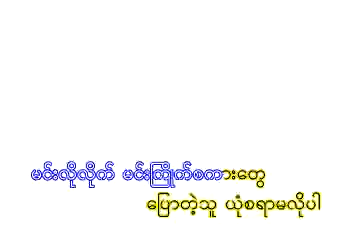 မင်းလိုလိုက် မင်းကြိုက်စကားတွေ
ပြောတဲ့သူ ယုံစရာမလိုပါ